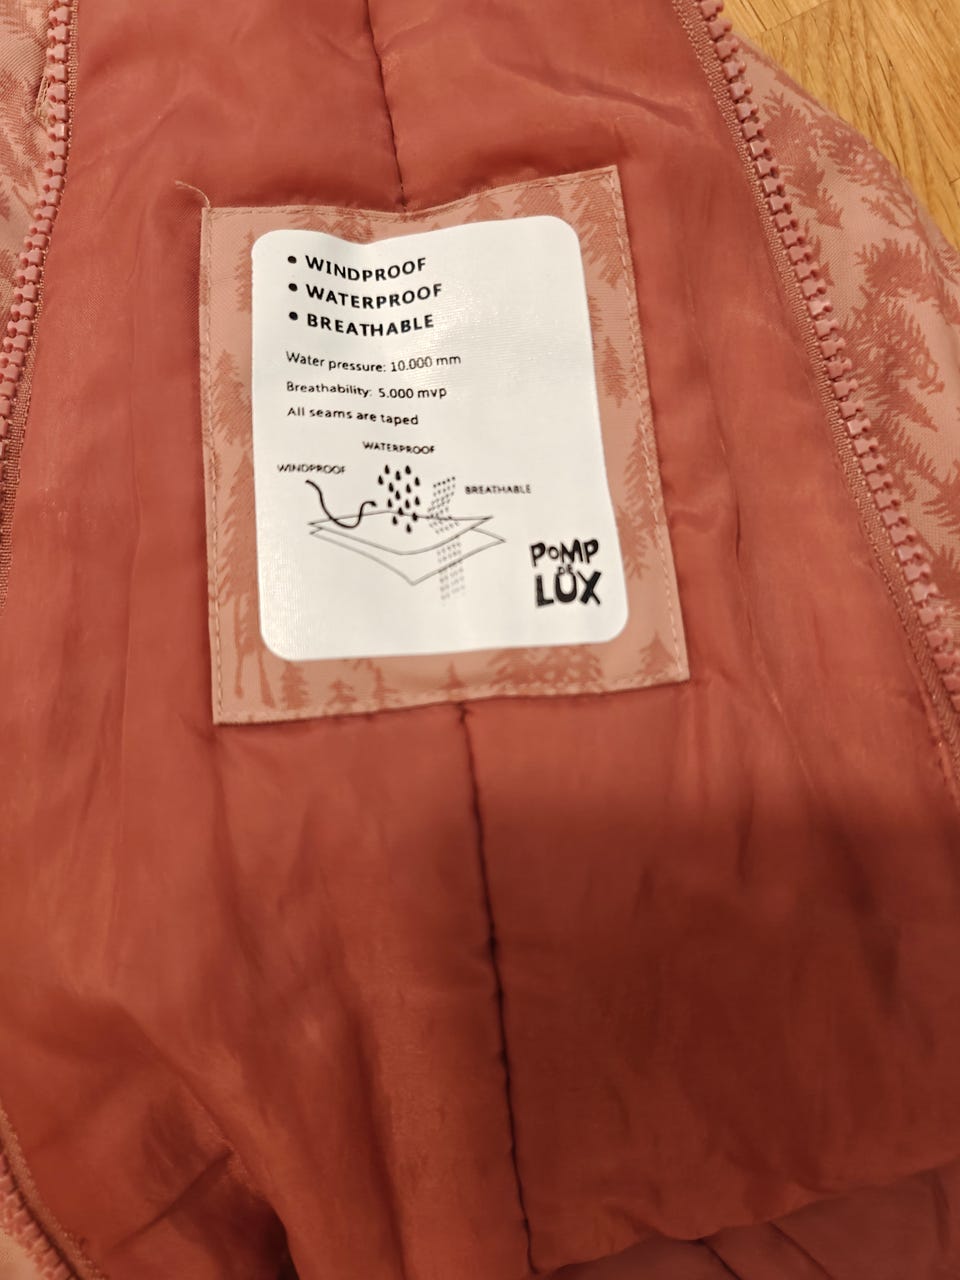 • WINDPROOF
• WATERPROOF
• BREATHABLE
Water pressure: 10.000 mm
Breathability: 5.000 mvp
All seams are taped
WATERPROOF
WINDPROOF
BREATHABLE
POMP
DE
LUX